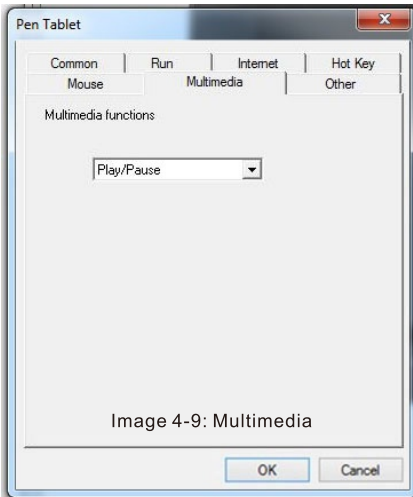 Pen Tablet
Common Run Internet Hot Key
Mouse Multimedia Other
Multimedia functions
Play/Pause
Image 4-9: Multimedia
OK Cancel